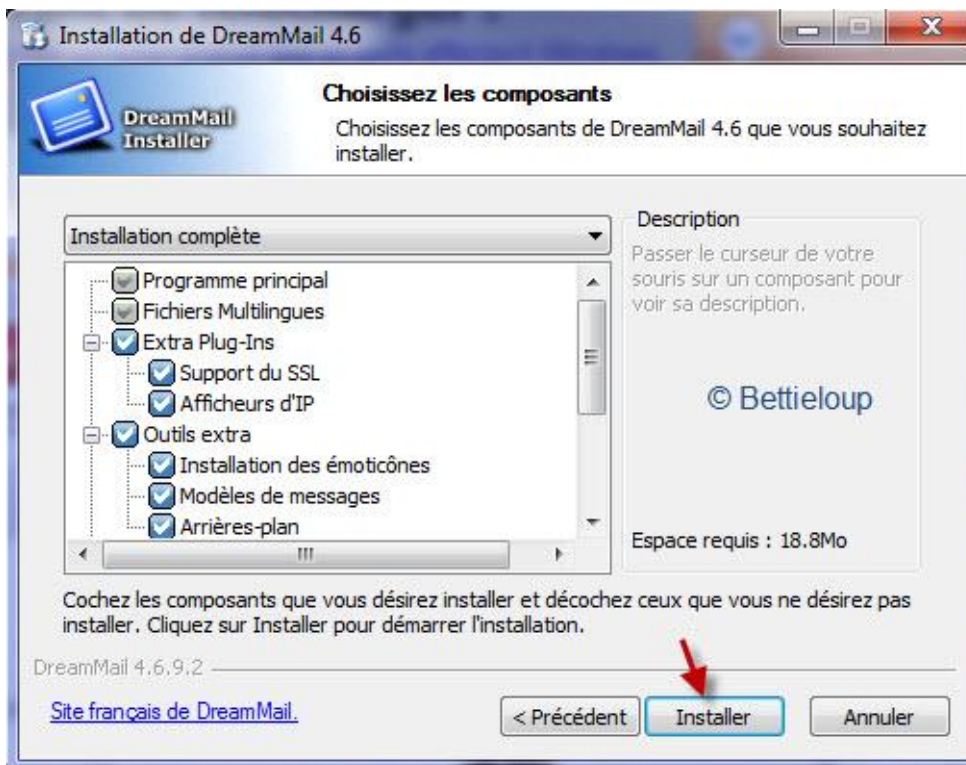 Installation de DreamMail 4.6
DreamMail
Installer
Choisissez les composants
Choisissez les composants de DreamMail 4.6 que vous souhaitez
installer.
Installation complète
Programme principal
Fichiers Multilingues
Extra Plug-Ins
Support du SSL
Afficheurs d'IP
Outils extra
Installation des émoticônes
Modèles de messages
Arrières-plan
Description
Passer le curseur de votre
souris sur un composant pour
voir sa description.
© Bettieloup
Espace requis : 18.8Mo
Cochez les composants que vous désirez installer et décochez ceux que vous ne désirez pas
installer. Cliquez sur Installer pour démarrer l'installation.
DreamMail 4.6.9.2
Site français de DreamMail.
< Précédent
Installer
Annuler